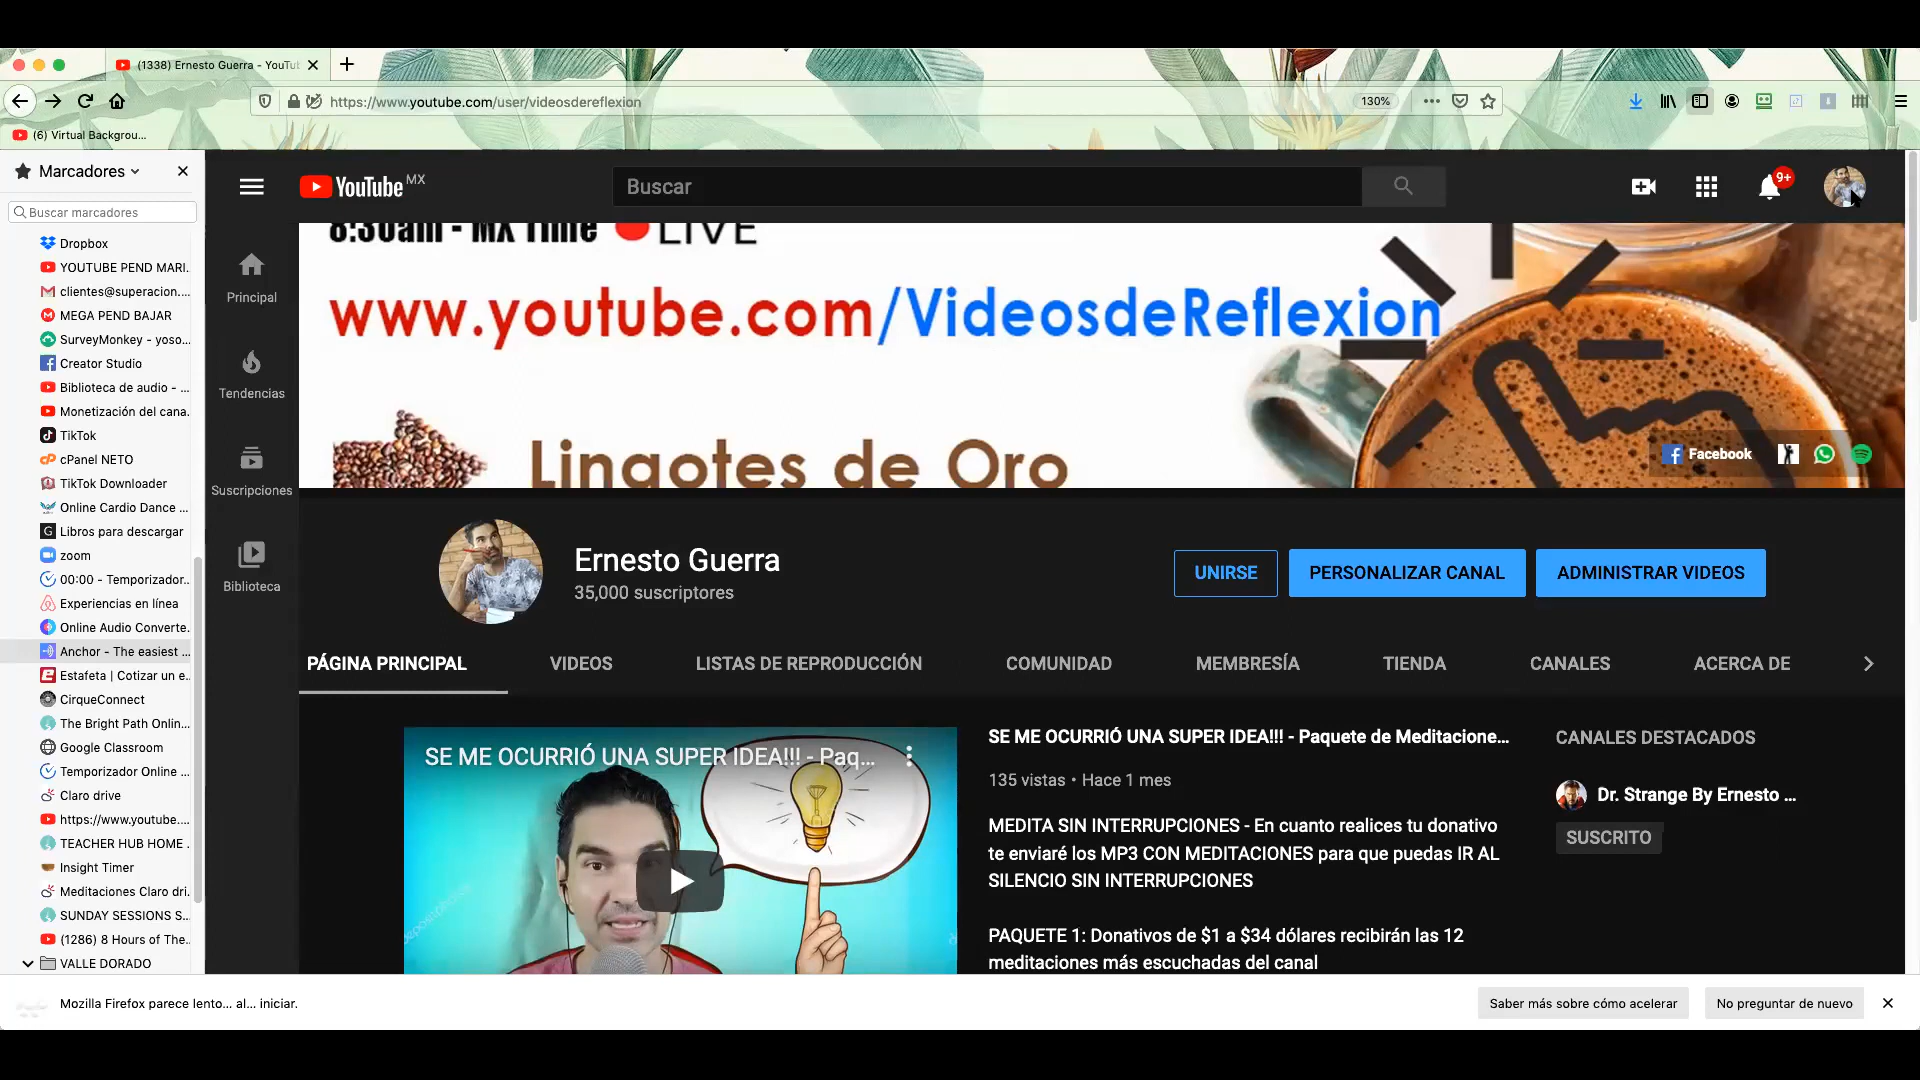 (1338) Ernesto Guerra - YouTu
https://www.youtube.com/user/videosdereflexion
130%
(6) Virtual Backgrou...
Marcadores
Buscar marcadores
Dropbox
YOUTUBE PEND MARI.
clientes@superacion....
MEGA PEND BAJAR
SurveyMonkey - yoso...
Creator Studio
Biblioteca de audio - ...
Monetización del cana.
TikTok
cPanel NETO
TikTok Downloader
Online Cardio Dance ...
Libros para descargar
zoom
00:00 - Temporizador..
Experiencias en línea
Online Audio Converte.
Anchor - The easiest ...
Estafeta | Cotizar un e..
CirqueConnect
The Bright Path Onlin...
Google Classroom
Temporizador Online ...
Claro drive
https://www.youtube....
TEACHER HUB HOME .
Insight Timer
Meditaciones Claro dri.
SUNDAY SESSIONS S...
(1286) 8 Hours of The..
VALLE DORADO
YouTube MX
Buscar
9+
Principal
Tendencias
Suscripciones
Biblioteca
8:30am - MX Time LIVE
www.youtube.com/VideosdeReflexion
Lingotes de Oro
Facebook
Ernesto Guerra
35,000 suscriptores
UNIRSE
PERSONALIZAR CANAL
ADMINISTRAR VIDEOS
PÁGINA PRINCIPAL
VIDEOS
LISTAS DE REPRODUCCIÓN
COMUNIDAD
MEMBRESÍA
TIENDA
CANALES
ACERCA DE
SE ME OCURRIÓ UNA SUPER IDEA!!! - Paq...
SE ME OCURRIÓ UNA SUPER IDEA!!! - Paquete de Meditacione...
135 vistas • Hace 1 mes
MEDITA SIN INTERRUPCIONES - En cuanto realices tu donativo
te enviaré los MP3 CON MEDITACIONES para que puedas IR AL
SILENCIO SIN INTERRUPCIONES
PAQUETE 1: Donativos de $1 a $34 dólares recibirán las 12
meditaciones más escuchadas del canal
CANALES DESTACADOS
Dr. Strange By Ernesto ...
SUSCRITO
Mozilla Firefox parece lento... al... iniciar.
Saber más sobre cómo acelerar
No preguntar de nuevo